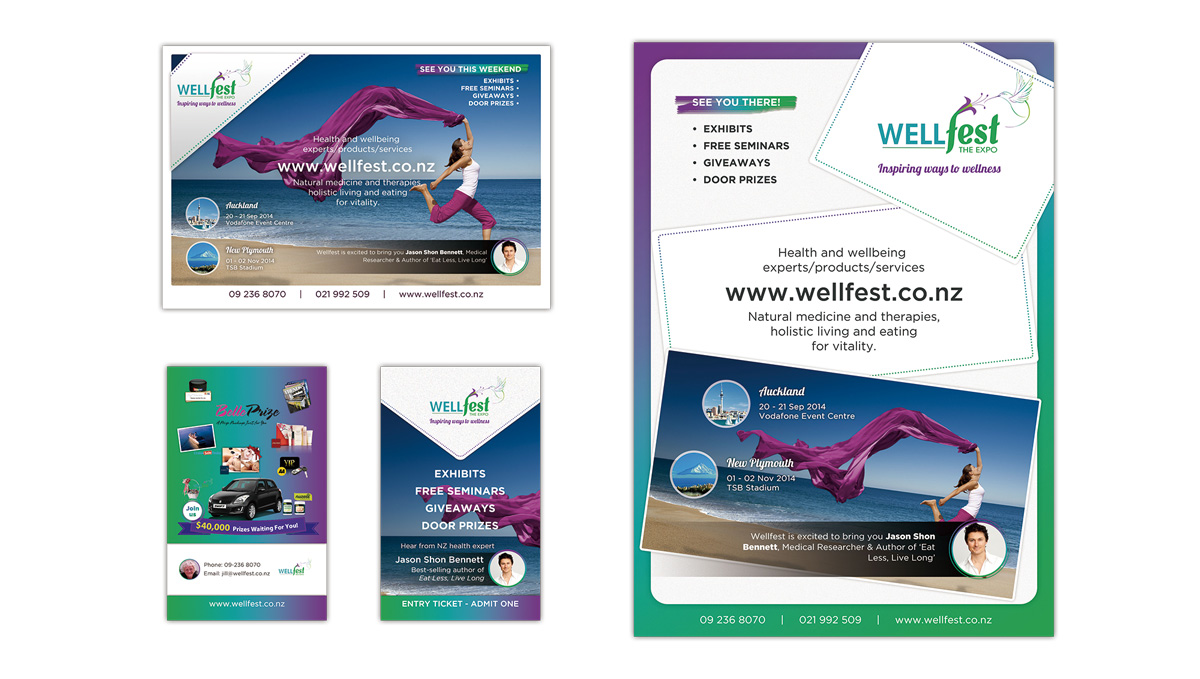 WELLfest
THE EXPO
Inspiring ways to wellness
SEE YOU THIS WEEKEND
EXHIBITS •
FREE SEMINARS •
GIVEAWAYS •
DOOR PRIZES •
Health and wellbeing
experts/products/services
www.wellfest.co.nz
Natural medicine and therapies,
holistic living and eating
for vitality.
Auckland
20 - 21 Sep 2014
Vodafone Event Centre
New Plymouth
01 - 02 Nov 2014
TSB Stadium
Wellfest is excited to bring you Jason Shon Bennett, Medical
Researcher & Author of 'Eat Less, Live Long'
09 236 8070 | 021 992 509 | www.wellfest.co.nz
BellaPrize
VIP
AA
Join
us
$40,000 Prizes Waiting For You!
Phone: 09-236 8070
Email: jill@wellfest.co.nz
WELLfest
www.wellfest.co.nz
WELLfest
THE EXPO
Inspiring ways to wellness
EXHIBITS
FREE SEMINARS
GIVEAWAYS
DOOR PRIZES
Hear from NZ health expert
Jason Shon Bennett
Best-selling author of
Eat Less, Live Long
ENTRY TICKET - ADMIT ONE
SEE YOU THERE!
• EXHIBITS
• FREE SEMINARS
• GIVEAWAYS
• DOOR PRIZES
WELLfest
THE EXPO
Inspiring ways to wellness
Health and wellbeing
experts/products/services
www.wellfest.co.nz
Natural medicine and therapies,
holistic living and eating
for vitality.
Auckland
20 - 21 Sep 2014
Vodafone Event Centre
New Plymouth
01 - 02 Nov 2014
TSB Stadium
Wellfest is excited to bring you Jason Shon
Bennett, Medical Researcher & Author of 'Eat
Less, Live Long'
09 236 8070 | 021 992 509 | www.wellfest.co.nz